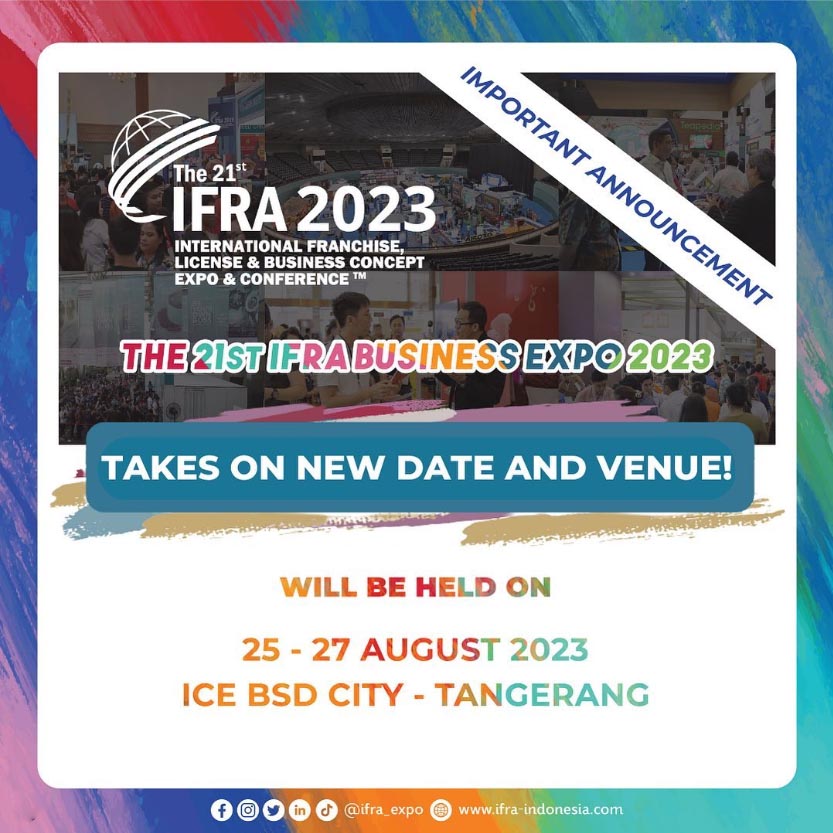 IMPORTANT ANNOUNCEMENT
The 21st
IFRA 2023
INTERNATIONAL FRANCHISE,
LICENSE & BUSINESS CONCEPT
EXPO & CONFERENCE ™
Teapedia
THE 21ST IFRA BUSINESS EXPO 2023
TAKES ON NEW DATE AND VENUE!
WILL BE HELD ON
25 - 27 AUGUST 2023
ICE BSD CITY - TANGERANG
@ifra_expo www.ifra-indonesia.com